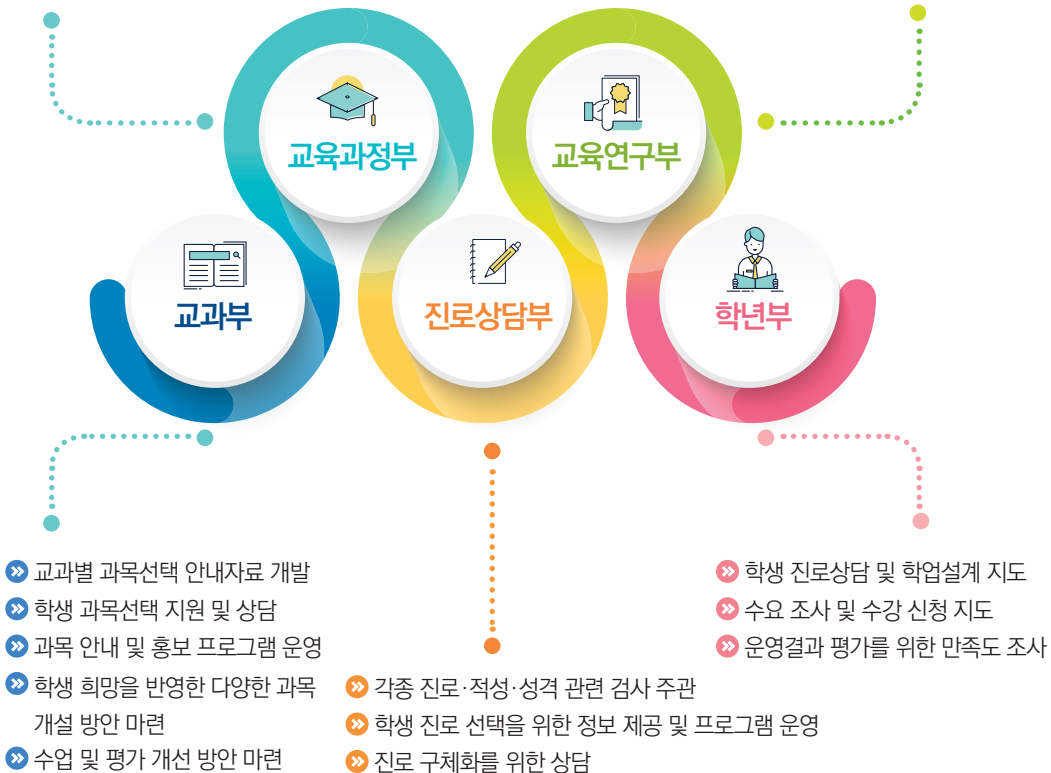 교육과정부
교육연구부
교과부
진로상담부
학년부
교과별 과목선택 안내자료 개발
학생 과목선택 지원 및 상담
과목 안내 및 홍보 프로그램 운영
학생 희망을 반영한 다양한 과목
개설 방안 마련
수업 및 평가 개선 방안 마련
각종 진로·적성·성격 관련 검사 주관
학생 진로 선택을 위한 정보 제공 및 프로그램 운영
진로 구체화를 위한 상담
학생 진로상담 및 학업설계 지도
수요 조사 및 수강 신청 지도
운영결과 평가를 위한 만족도 조사